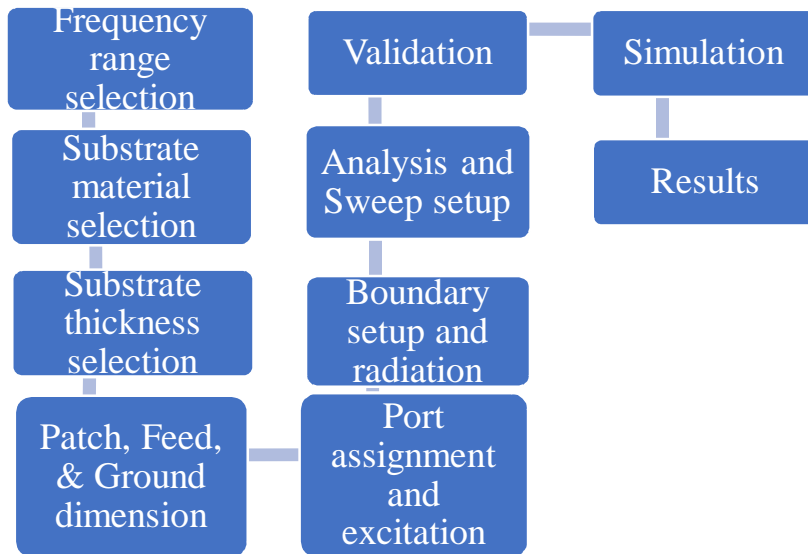 Frequency
range
selection
Substrate
material
selection
Substrate
thickness
selection
Patch, Feed,
& Ground
dimension
Port
assignment
and
excitation
Boundary
setup and
radiation
Analysis and
Sweep setup
Validation
Simulation
Results